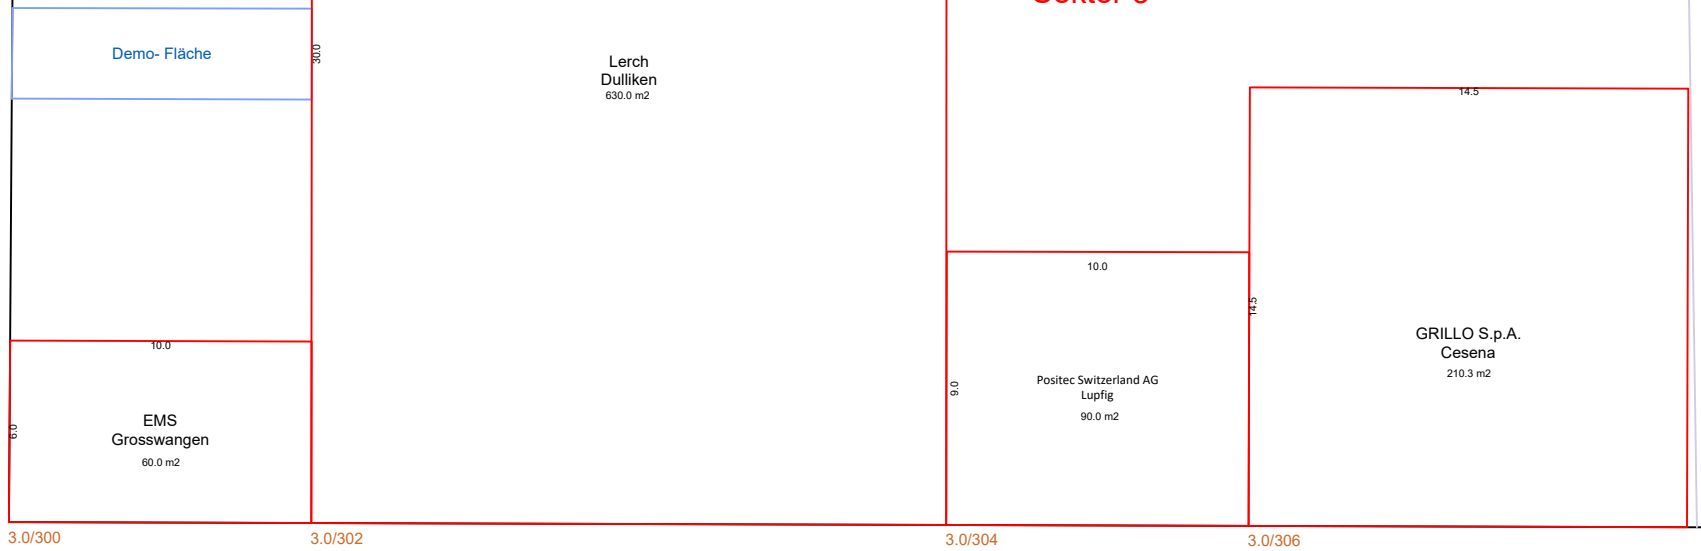 Demo- Fläche
30.0
Lerch
Dulliken
630.0 m2
14.5
10.0
14.5
GRILLO S.p.A.
Cesena
210.3 m2
10.0
9.0
Positec Switzerland AG
Lupfig
90.0 m2
6.0
EMS
Grosswangen
60.0 m2
3.0/300
3.0/302
3.0/304
3.0/306